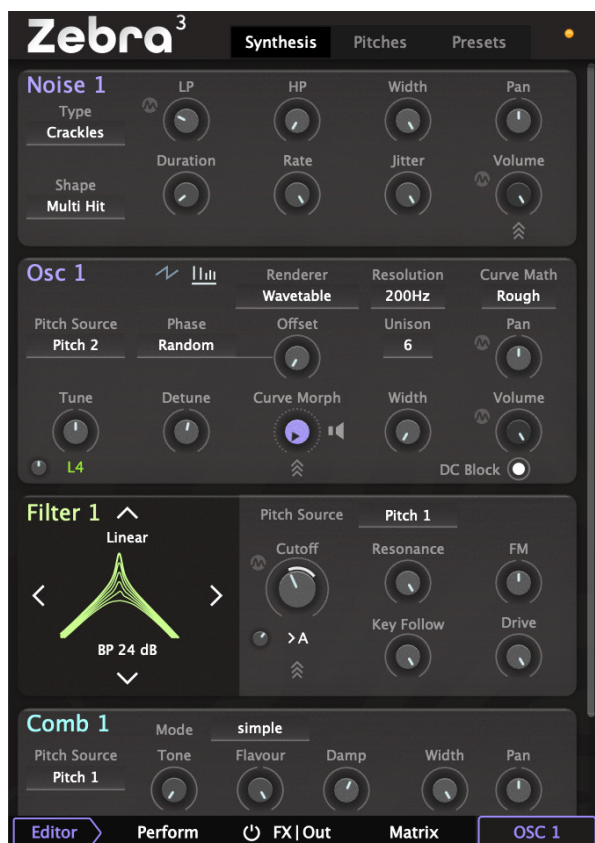 Zebra3
Synthesis Pitches Presets
Noise 1
LP HP Width Pan
Type
Crackles
Duration Rate Jitter Volume
Shape
Multi Hit
Osc 1 Renderer Resolution Curve Math
Wavetable 200Hz Rough
Pitch Source Phase Offset Unison Pan
Pitch 2 Random 6
Tune Detune Curve Morph Width Volume
L4 DC Block
Filter 1 Pitch Source Pitch 1
Linear
Cutoff Resonance FM
>A Key Follow Drive
BP 24 dB
Comb 1 Mode simple
Pitch Source Tone Flavour Damp Width Pan
Pitch 1
Editor Perform FX|Out Matrix OSC 1